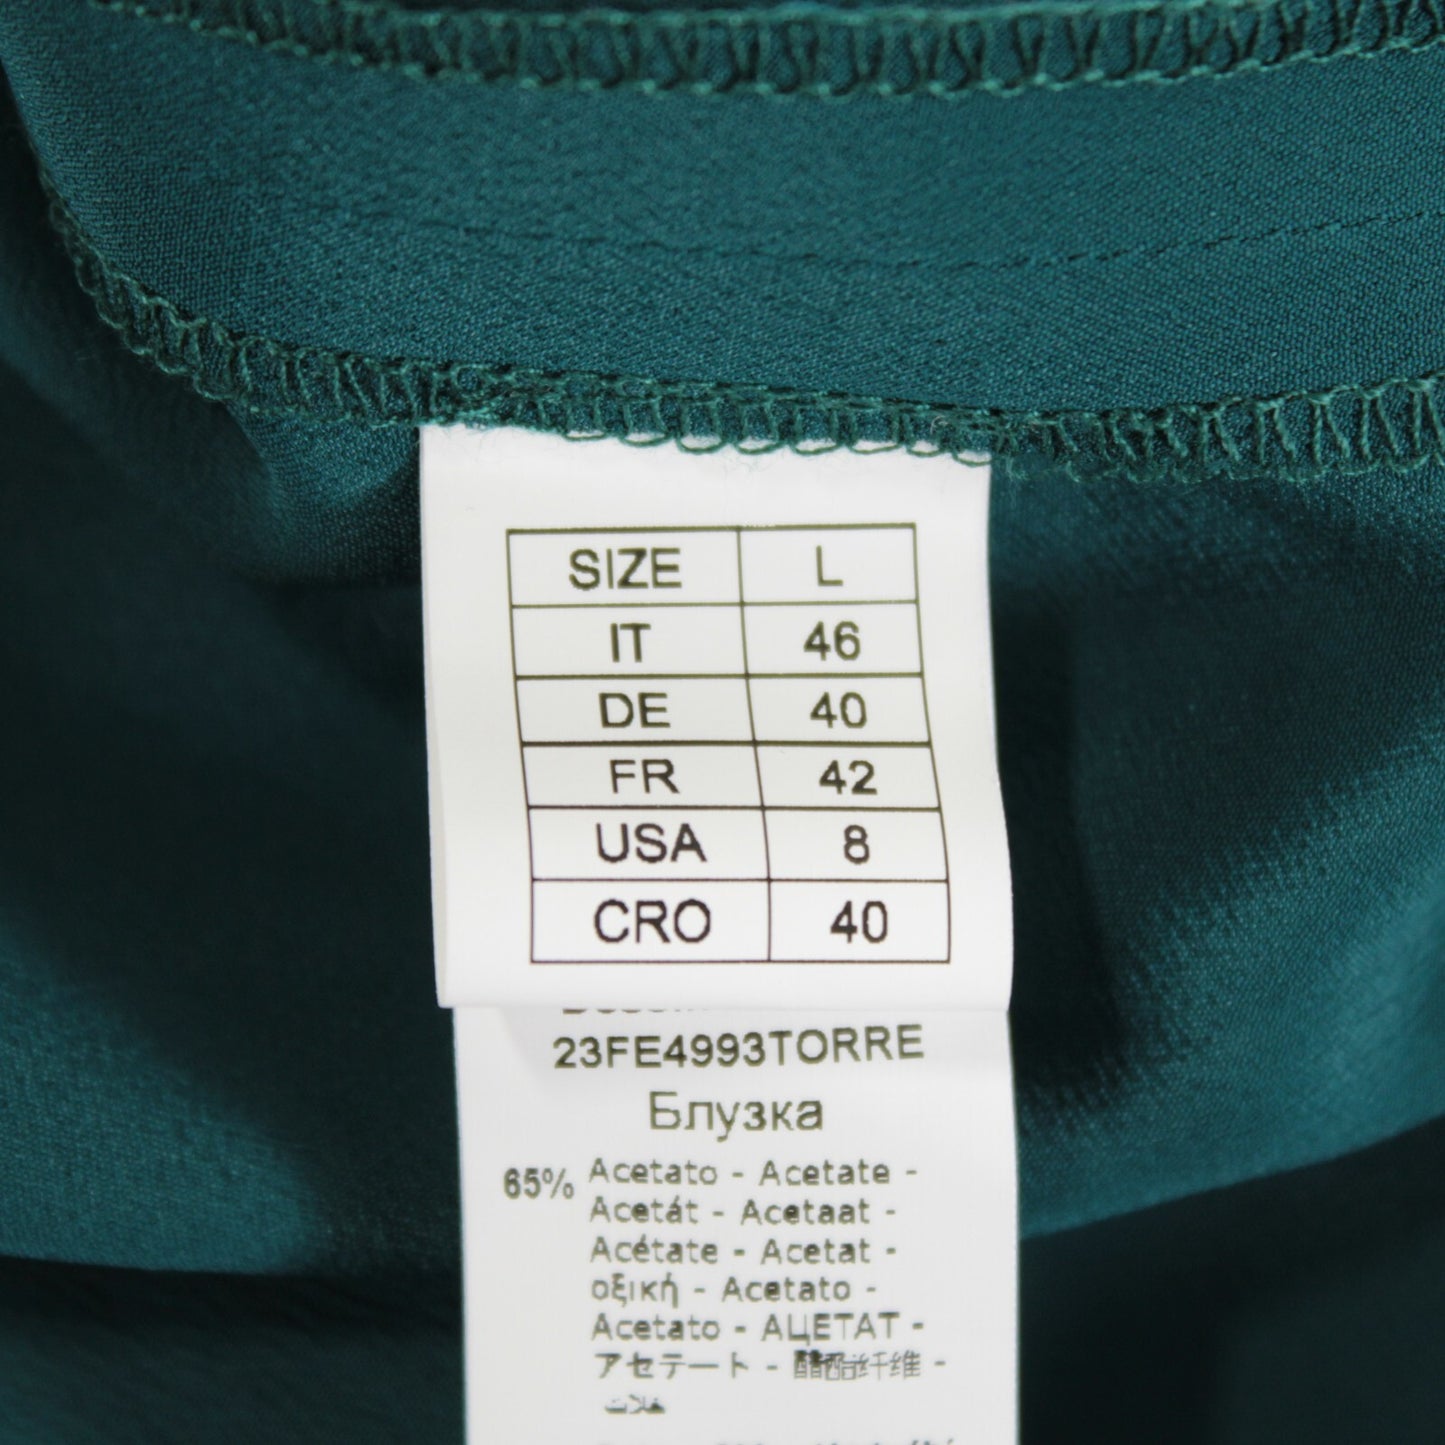 SIZE L
IT 46
DE 40
FR 42
USA 8
CRO 40
23FE4993TORRE
Блузка
65% Acetato - Acetate -
Acetát - Acetaat -
Acétate - Acetat -
οξική - Acetato -
Acetato - АЦЕТАТ -
アセテート - 醋酯纤维 -